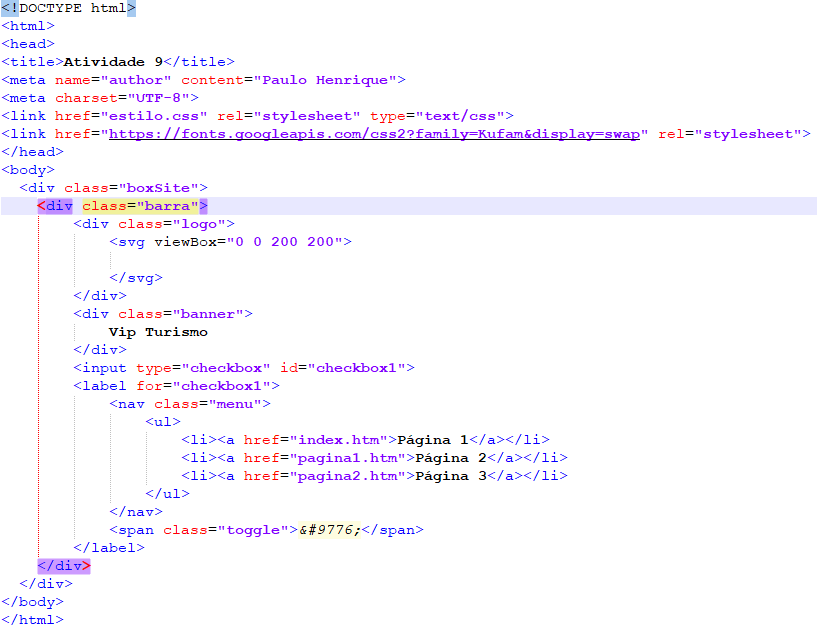 <!DOCTYPE html>
<html>
<head>
<title>Atividade 9</title>
<meta name="author" content="Paulo Henrique">
<meta charset="UTF-8">
<link href="estilo.css" rel="stylesheet" type="text/css">
<link href="https://fonts.googleapis.com/css2?family=Kufam&display=swap" rel="stylesheet">
</head>
<body>
  <div class="boxSite">
    <div class="barra">
        <div class="logo">
            <svg viewBox="0 0 200 200">
            </svg>
        </div>
        <div class="banner">
            Vip Turismo
        </div>
        <input type="checkbox" id="checkbox1">
        <label for="checkbox1">
            <nav class="menu">
                <ul>
                    <li><a href="index.htm">Página 1</a></li>
                    <li><a href="pagina1.htm">Página 2</a></li>
                    <li><a href="pagina2.htm">Página 3</a></li>
                </ul>
            </nav>
            <span class="toggle">&#9776;</span>
        </label>
    </div>
  </div>
</body>
</html>